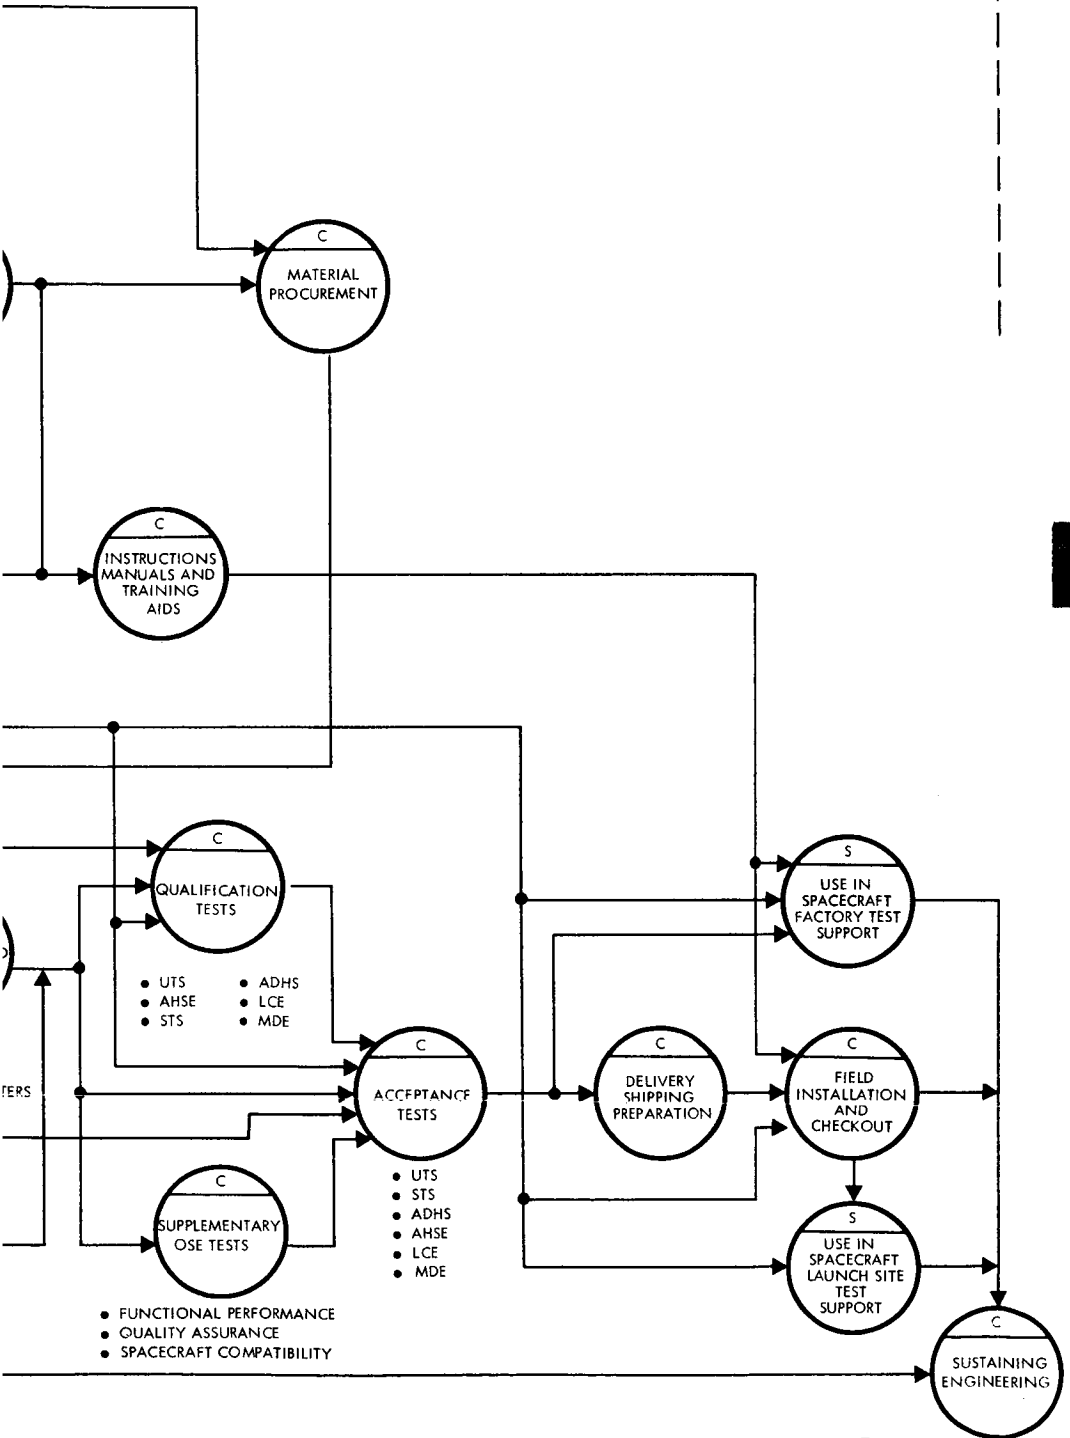 C
MATERIAL
PROCUREMENT
C
INSTRUCTIONS
MANUALS AND
TRAINING
AIDS
C
QUALIFICATION
TESTS
• UTS
• AHSE
• STS
• ADHS
• LCE
• MDE
S
USE IN
SPACECRAFT
FACTORY TEST
SUPPORT
TERS
C
ACCEPTANCE
TESTS
• UTS
• STS
• ADHS
• AHSE
• LCE
• MDE
C
DELIVERY
SHIPPING
PREPARATION
C
FIELD
INSTALLATION
AND
CHECKOUT
C
SUPPLEMENTARY
OSE TESTS
• FUNCTIONAL PERFORMANCE
• QUALITY ASSURANCE
• SPACECRAFT COMPATIBILITY
S
USE IN
SPACECRAFT
LAUNCH SITE
TEST
SUPPORT
C
SUSTAINING
ENGINEERING